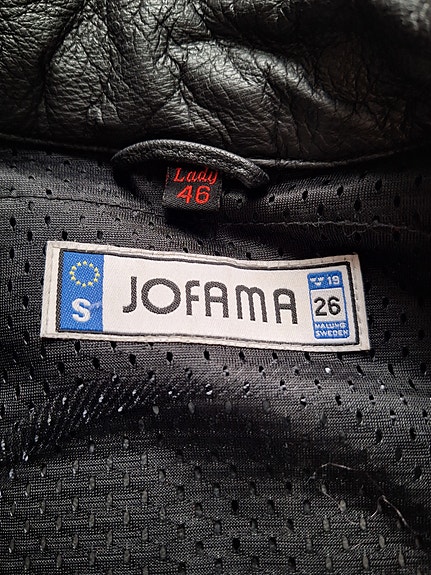 Lady
46
S
JOFAMA
19
26
MALUNG
SWEDEN